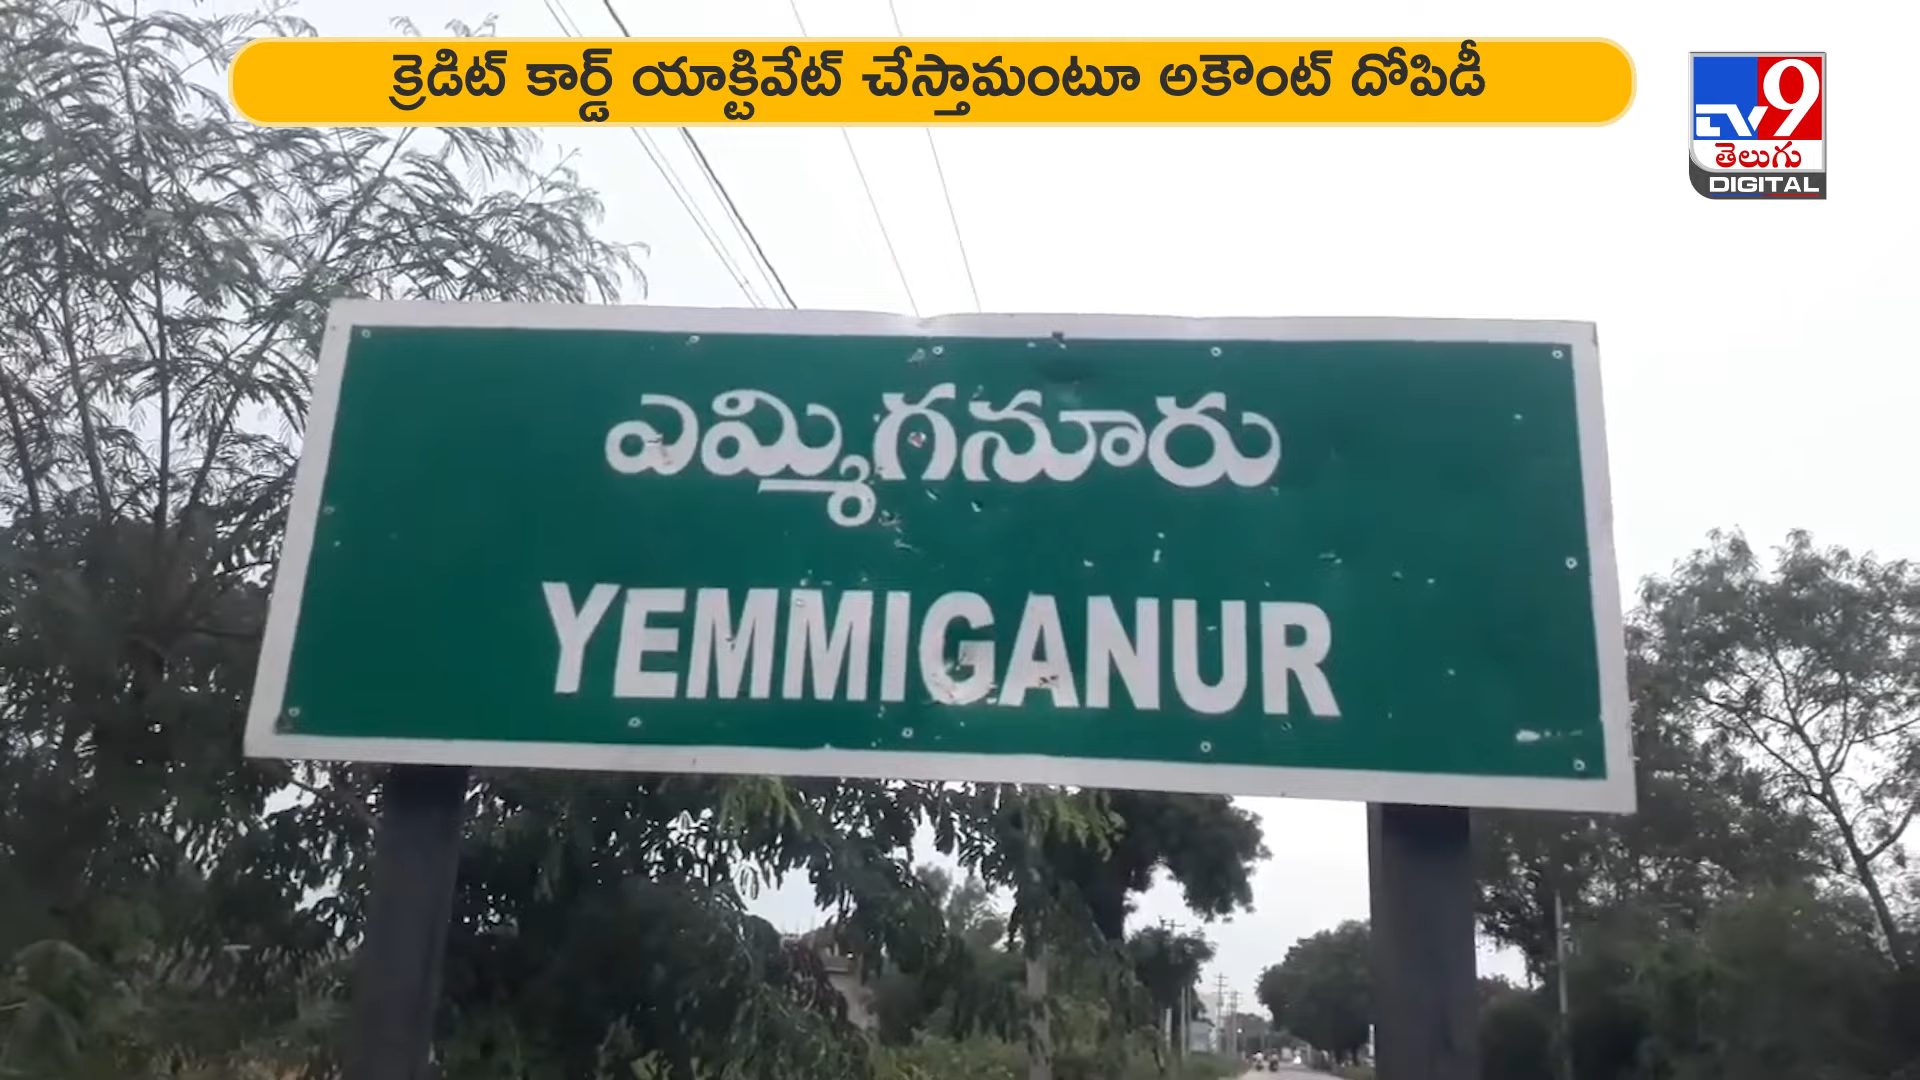 క్రెడిట్ కార్డ్ యాక్టివేట్ చేస్తామంటూ అకౌంట్ దోపిడీ
TV9
తెలుగు
DIGITAL
ఎమ్మిగనూరు
YEMMIGANUR